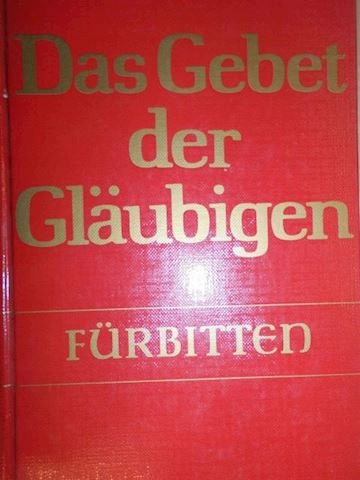 Das Gebet
der
Gläubigen
FÜRBITTEN